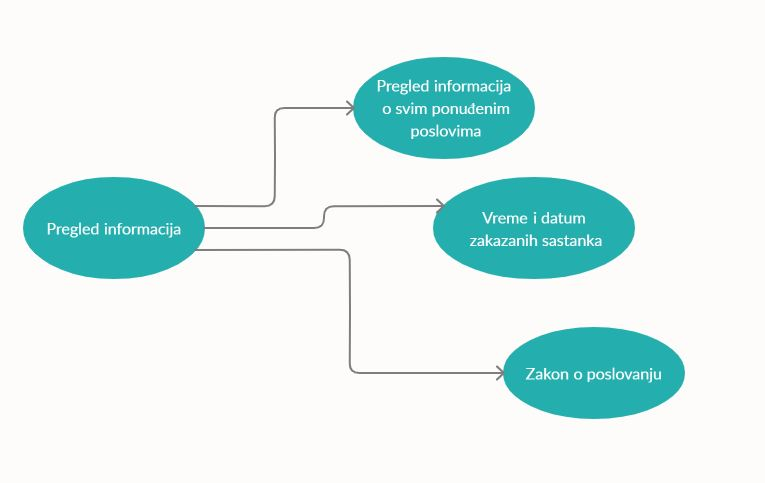 Pregled informacija
o svim ponuđenim
poslovima
Pregled informacija
Vreme i datum
zakazanih sastanka
Zakon o poslovanju